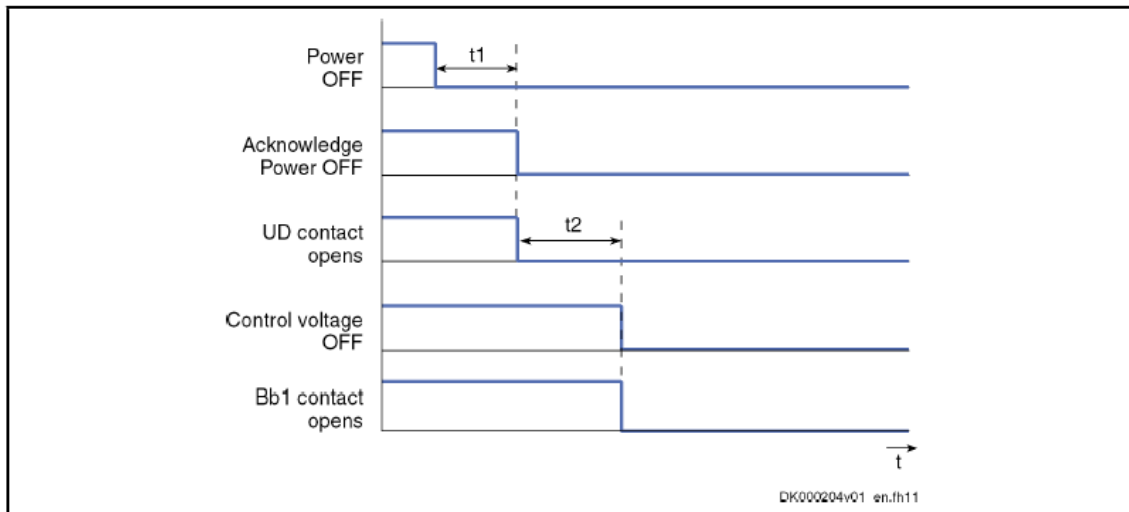 Power
OFF
t1
Acknowledge
Power OFF
UD contact
opens
t2
Control voltage
OFF
Bb1 contact
opens
t
DK000204v01_en.fh11